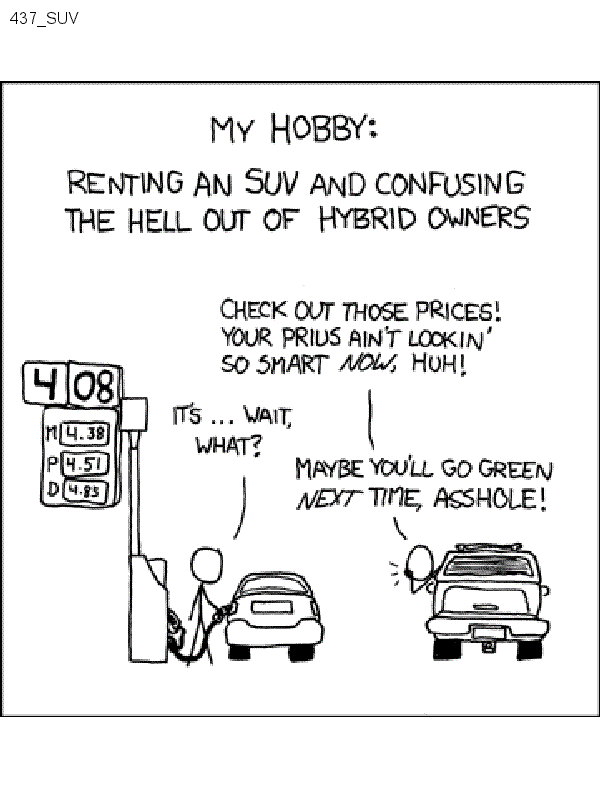 437_SUV
MY HOBBY:
RENTING AN SUV AND CONFUSING
THE HELL OUT OF HYBRID OWNERS
CHECK OUT THOSE PRICES!
YOUR PRIUS AIN'T LOOKIN'
SO SMART NOW, HUH!
IT'S ... WAIT,
WHAT?
MAYBE YOU'LL GO GREEN
NEXT TIME, ASSHOLE!
4 08
M 4.38
P 4.51
D 4.85